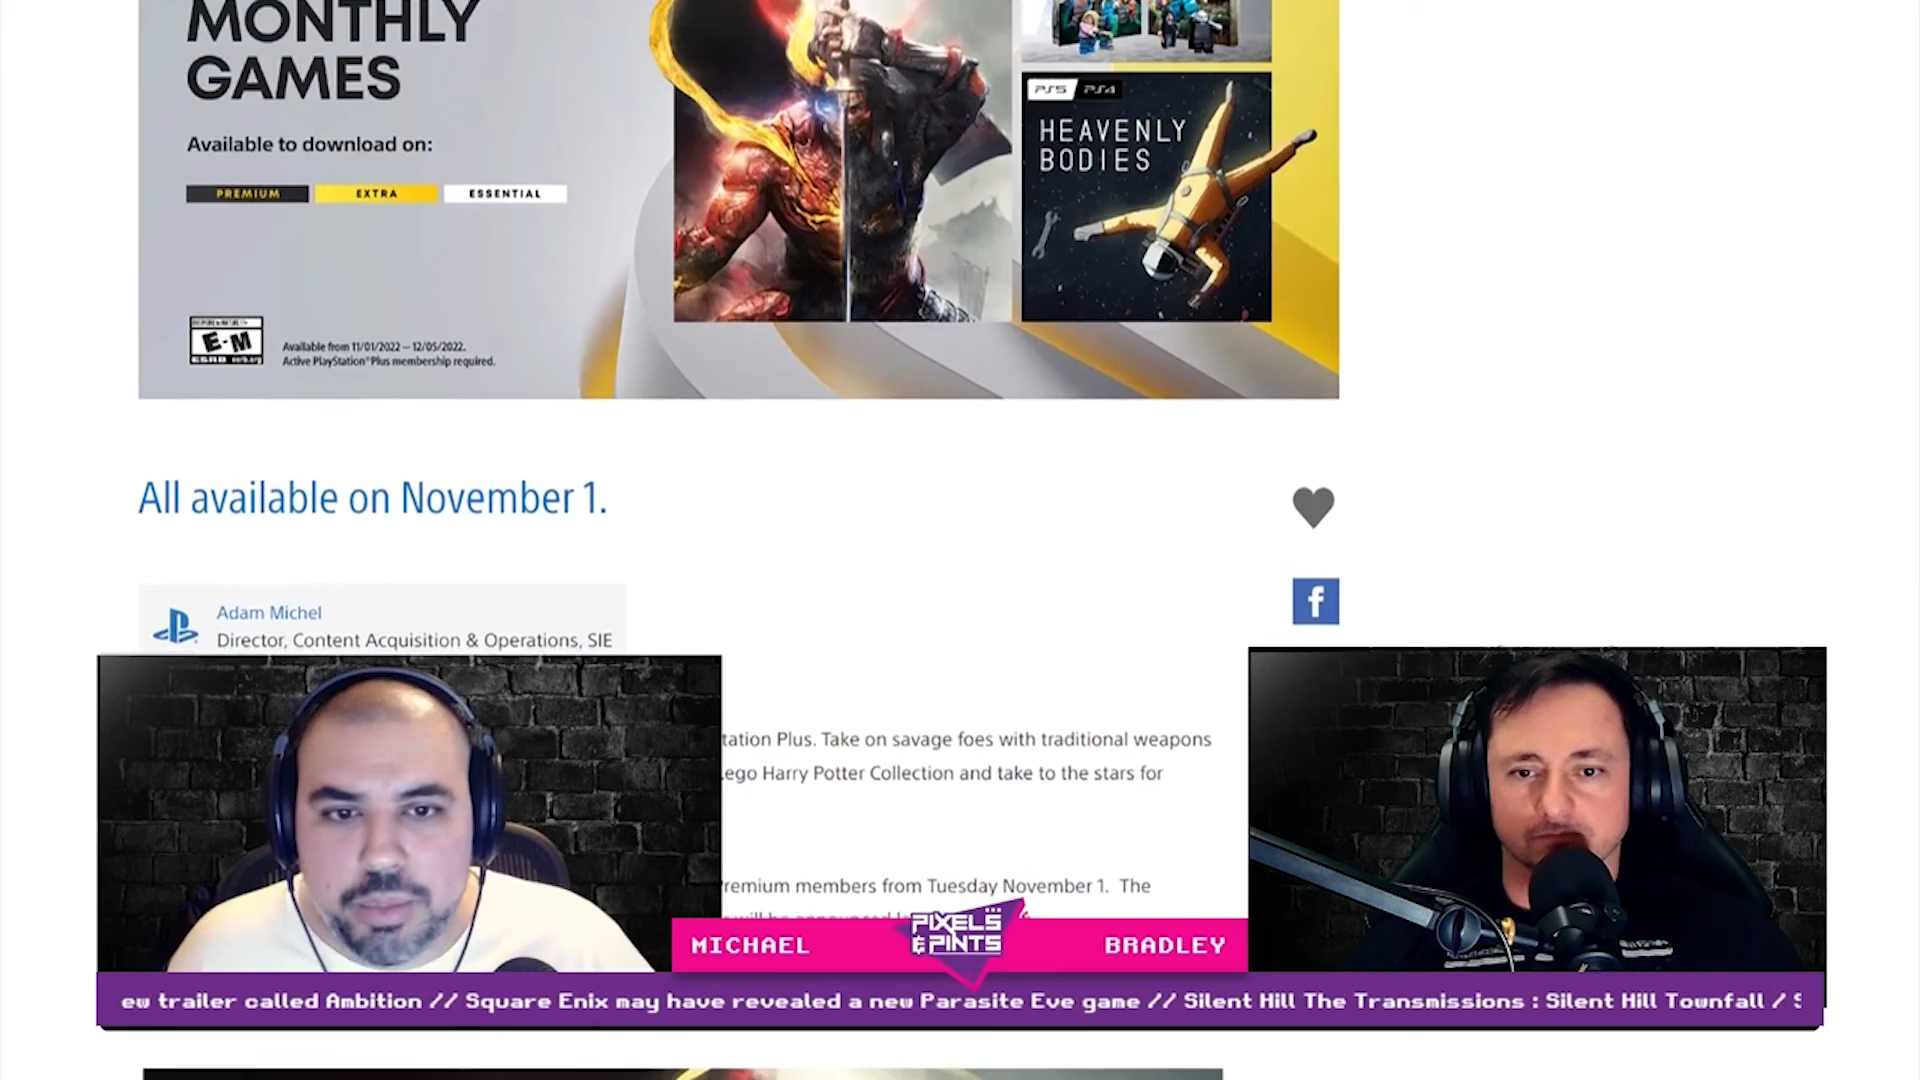 MONTHLY
GAMES
Available to download on:
PREMIUM
EXTRA
ESSENTIAL
E-M
ESRB
Available from 11/01/2022 – 12/05/2022.
Active PlayStation®Plus membership required.
PS5
PS4
HEAVENLY
BODIES
All available on November 1.
f
Adam Michel
Director, Content Acquisition & Operations, SIE
tation Plus. Take on savage foes with traditional weapons
Lego Harry Potter Collection and take to the stars for
remium members from Tuesday November 1. The
will be announced
MICHAEL
PIXELS
& PINTS
BRADLEY
ew trailer called Ambition // Square Enix may have revealed a new Parasite Eve game // Silent Hill The Transmissions : Silent Hill Townfall / S